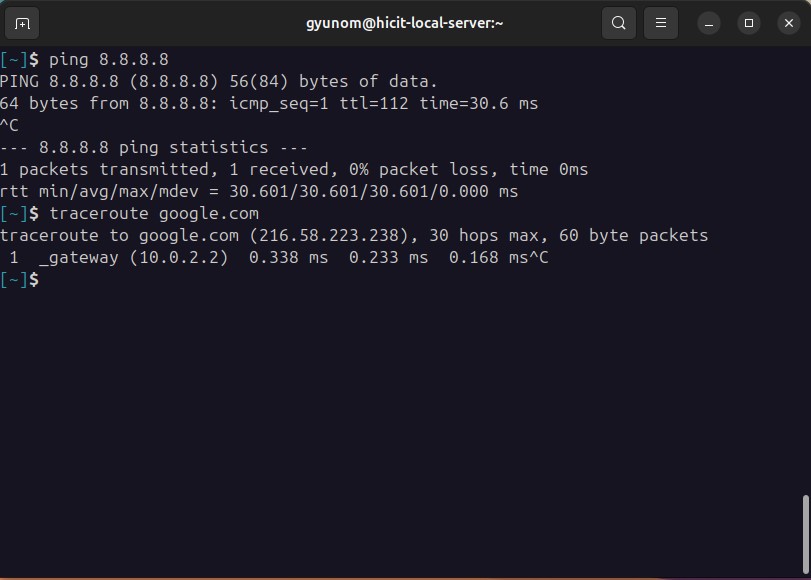 gyunom@hicit-local-server:~
[~]$ ping 8.8.8.8
PING 8.8.8.8 (8.8.8.8) 56(84) bytes of data.
64 bytes from 8.8.8.8: icmp_seq=1 ttl=112 time=30.6 ms
^C
--- 8.8.8.8 ping statistics ---
1 packets transmitted, 1 received, 0% packet loss, time 0ms
rtt min/avg/max/mdev = 30.601/30.601/30.601/0.000 ms
[~]$ traceroute google.com
traceroute to google.com (216.58.223.238), 30 hops max, 60 byte packets
 1  _gateway (10.0.2.2)  0.338 ms  0.233 ms  0.168 ms^C
[~]$